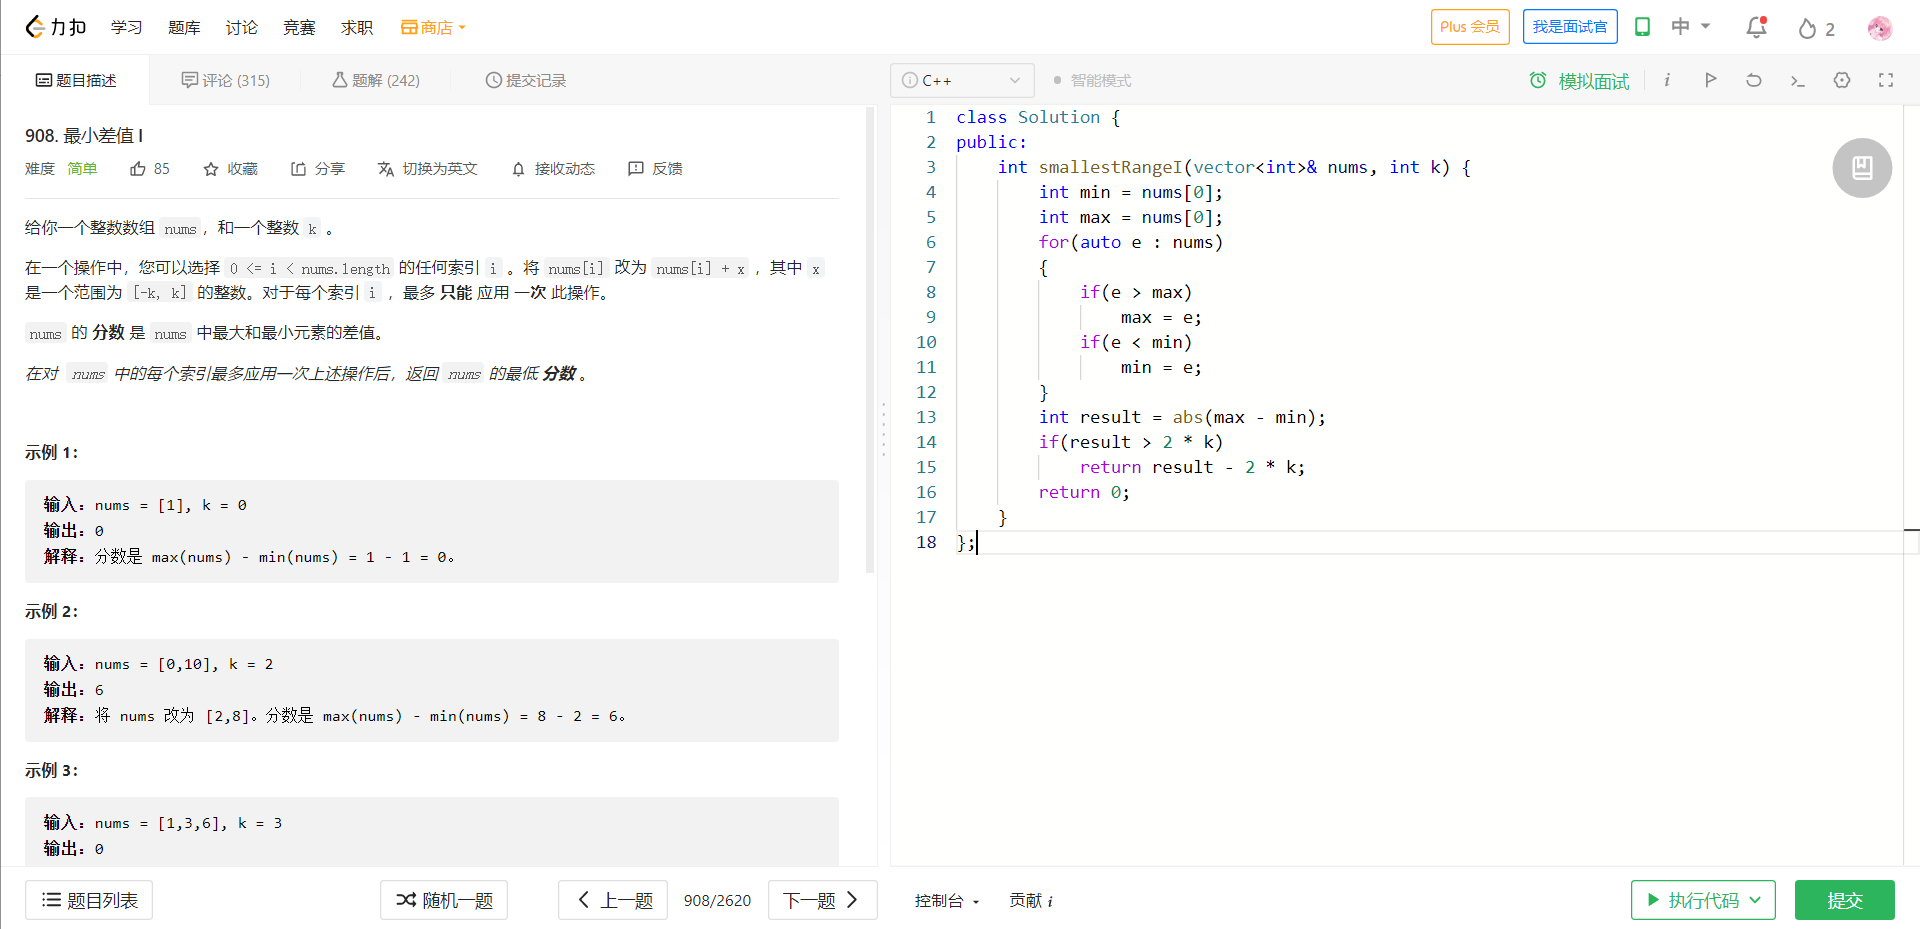 力扣 学习 题库 讨论 竞赛 求职 商店 Plus 会员 我是面试官 中 2
题目描述 评论 (315) 题解 (242) 提交记录
908. 最小差值 I
难度 简单 85 收藏 分享 切换为英文 接收动态 反馈
给你一个整数数组 nums，和一个整数 k 。
在一个操作中，您可以选择 0 <= i < nums.length 的任何索引 i 。将 nums[i] 改为 nums[i] + x ，其中 x
是一个范围为 [-k, k] 的整数。对于每个索引 i ，最多 只能 应用 一次 此操作。
nums 的 分数 是 nums 中最大和最小元素的差值。
在对 nums 中的每个索引最多应用一次上述操作后，返回 nums 的最低 分数 。
示例 1：
输入：nums = [1], k = 0
输出：0
解释：分数是 max(nums) - min(nums) = 1 - 1 = 0。
示例 2：
输入：nums = [0,10], k = 2
输出：6
解释：将 nums 改为 [2,8]。分数是 max(nums) - min(nums) = 8 - 2 = 6。
示例 3：
输入：nums = [1,3,6], k = 3
输出：0
题目列表 随机一题 上一题 908/2620 下一题
C++ 智能模式 模拟面试
1 class Solution {
2 public:
3 int smallestRangeI(vector<int>& nums, int k) {
4 int min = nums[0];
5 int max = nums[0];
6 for(auto e : nums)
7 {
8 if(e > max)
9 max = e;
10 if(e < min)
11 min = e;
12 }
13 int result = abs(max - min);
14 if(result > 2 * k)
15 return result - 2 * k;
16 return 0;
17 }
18 };
控制台 贡献 i 执行代码 提交